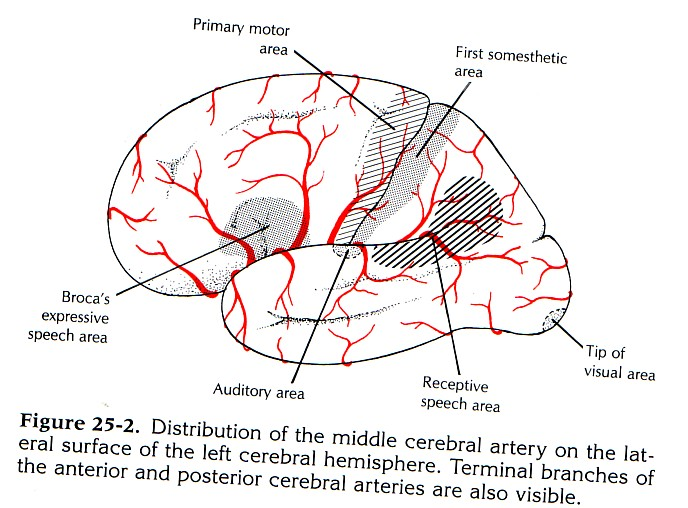 Primary motor
area
First somesthetic
area
Broca's
expressive
speech area
Auditory area
Receptive
speech area
Tip of
visual area
Figure 25-2. Distribution of the middle cerebral artery on the lat-
eral surface of the left cerebral hemisphere. Terminal branches of
the anterior and posterior cerebral arteries are also visible.